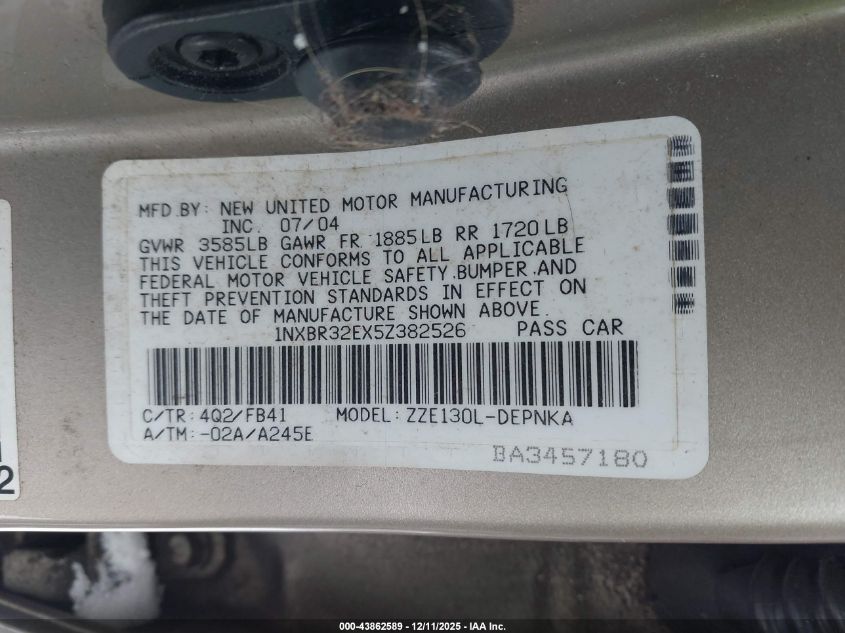 MFD.BY: NEW UNITED MOTOR MANUFACTURING
INC. 07/04
GVWR 3585LB GAWR FR 1885LB RR 1720LB
THIS VEHICLE CONFORMS TO ALL APPLICABLE
FEDERAL MOTOR VEHICLE SAFETY,BUMPER,AND
THEFT PREVENTION STANDARDS IN EFFECT ON
THE DATE OF MANUFACTURE SHOWN ABOVE.
1NXBR32EX5Z382526 PASS CAR
C/TR: 4Q2/FB41 MODEL: ZZE130L-DEPNKA
A/TM: -02A/A245E
BA3457180
2
000-43862589 - 12/11/2025 - IAA Inc.